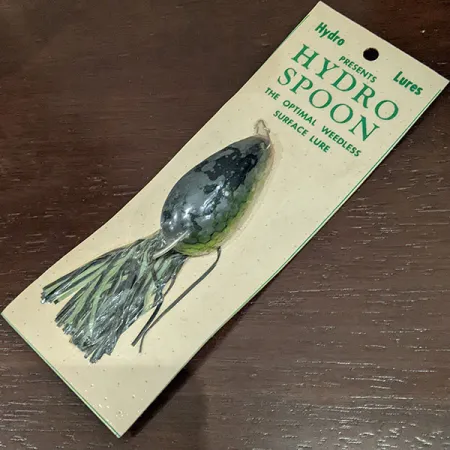 Hydro Lures
PRESENTS
HYDRO
SPOON
THE OPTIMAL WEEDLESS
SURFACE LURE